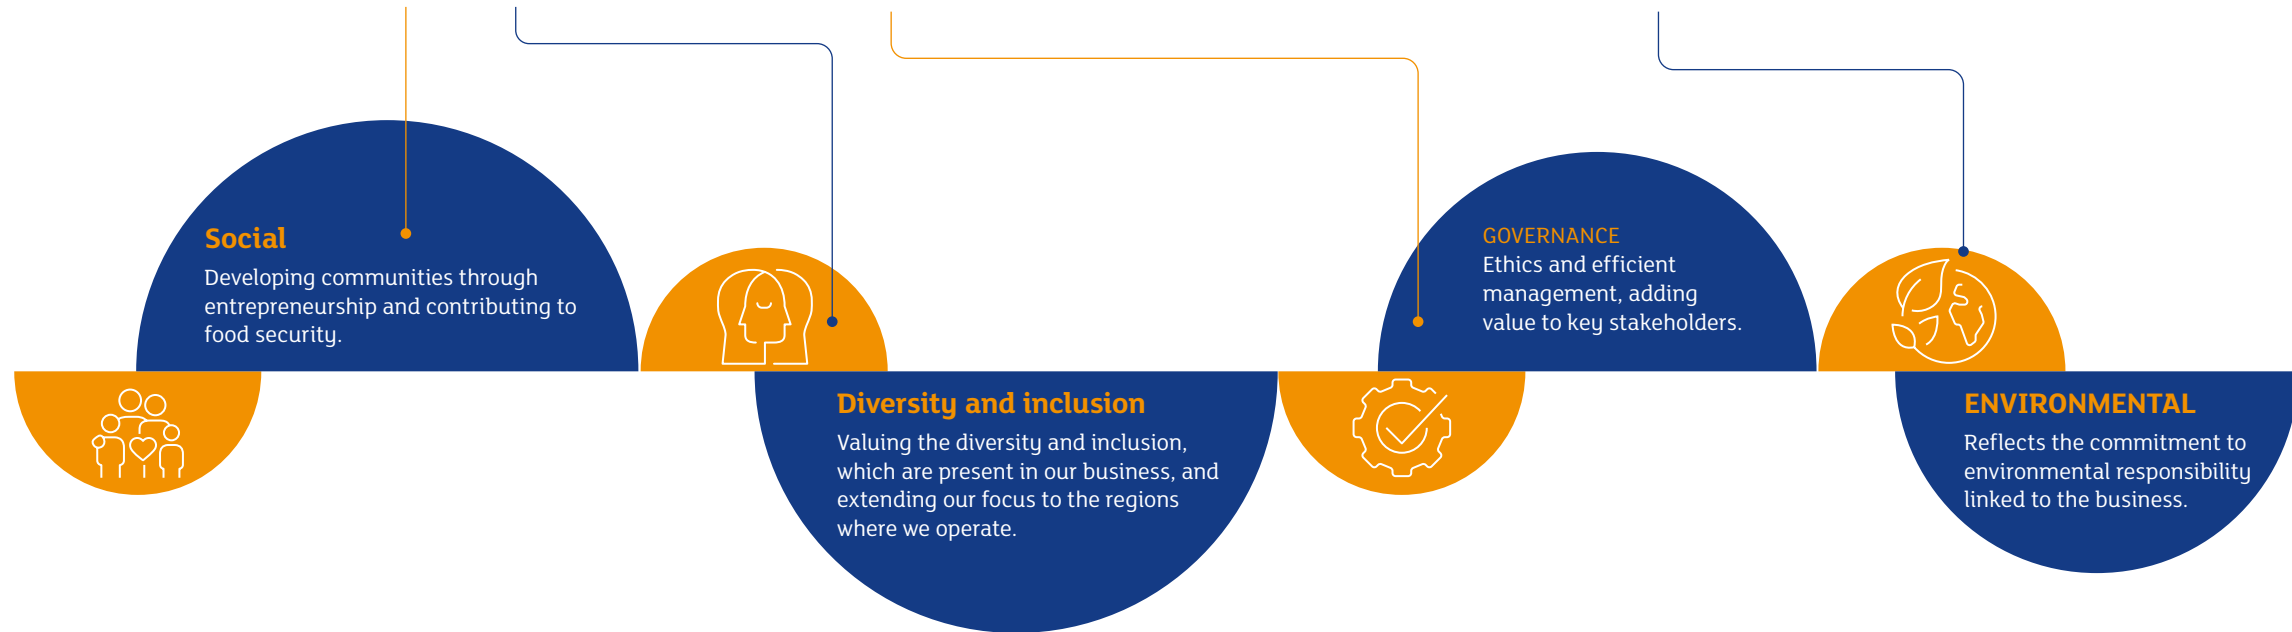 Social
Developing communities through
entrepreneurship and contributing to
food security.
Diversity and inclusion
Valuing the diversity and inclusion,
which are present in our business, and
extending our focus to the regions
where we operate.
GOVERNANCE
Ethics and efficient
management, adding
value to key stakeholders.
ENVIRONMENTAL
Reflects the commitment to
environmental responsibility
linked to the business.